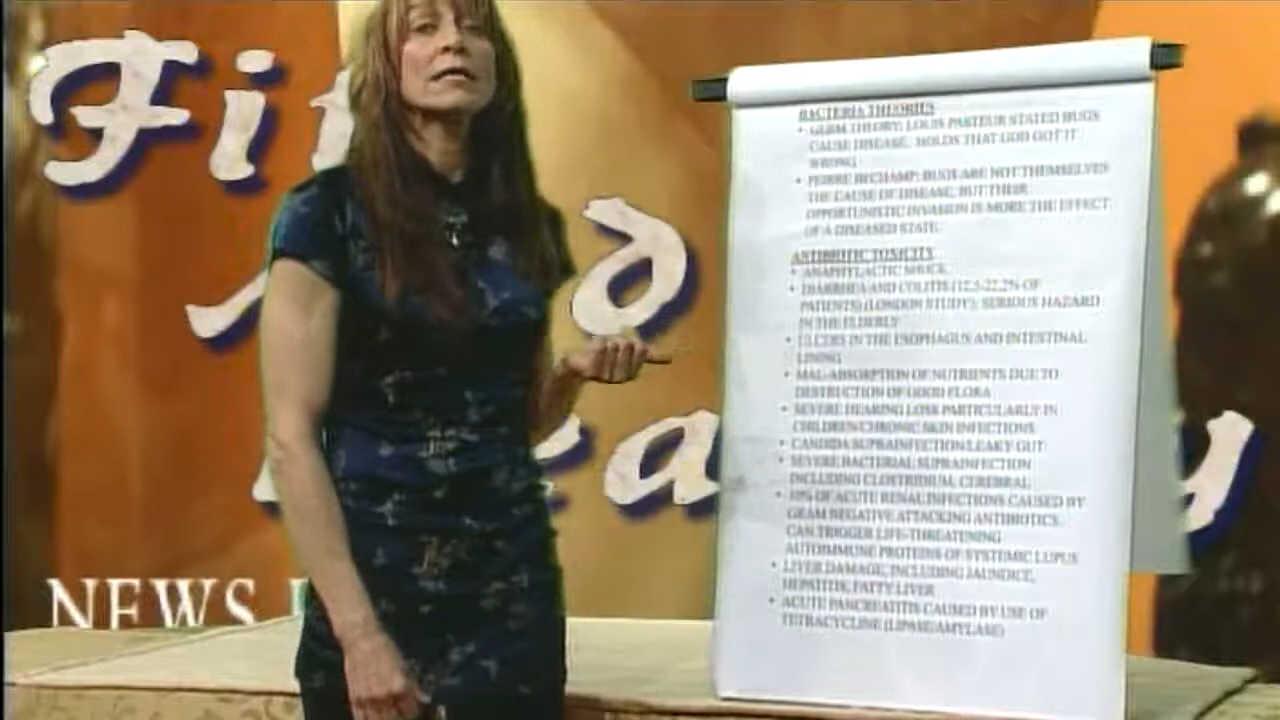 Fit
NEWS
BACTERIA THEORIES
• GERM THEORY: LOUIS PASTEUR STATED BUGS
CAUSE DISEASE. HOLDS THAT GOD GOT IT
WRONG
• PEIRRE BECHAMP: BUGS ARE NOT THEMSELVES
THE CAUSE OF DISEASE; BUT THEIR
OPPORTUNISTIC INVASION IS MORE THE EFFECT
OF A DISEASED STATE.
ANTIBIOTIC TOXICITY
• ANAPHYLACTIC SHOCK
• DIARRHEA AND COLITIS (12.5-22.2% OF
PATIENTS) (LONDON STUDY); SERIOUS HAZARD
IN THE ELDERLY
• ULCERS IN THE ESOPHAGUS AND INTESTINAL
LINING
• MAL-ABSORPTION OF NUTRIENTS DUE TO
DESTRUCTION OF GOOD FLORA
• SEVERE HEARING LOSS PARTICULARLY IN
CHILDREN/CHRONIC SKIN INFECTIONS
• CANDIDA SUPRAINFECTION/LEAKY GUT
• SEVERE BACTERIAL SUPRAINFECTION
INCLUDING CLOSTRIDIUM, CEREBRAL
• OF ACUTE RENAL INFECTIONS CAUSED BY
GRAM NEGATIVE ATTACKING ANTIBIOTICS.
CAN TRIGGER LIFE-THREATENING
AUTOIMMUNE PROTEINS OF SYSTEMIC LUPUS
• LIVER DAMAGE, INCLUDING JAUNDICE,
HEPATITIS, FATTY LIVER
• ACUTE PANCREATITIS CAUSED BY USE OF
TETRACYCLINE (LIPASE/AMYLASE)